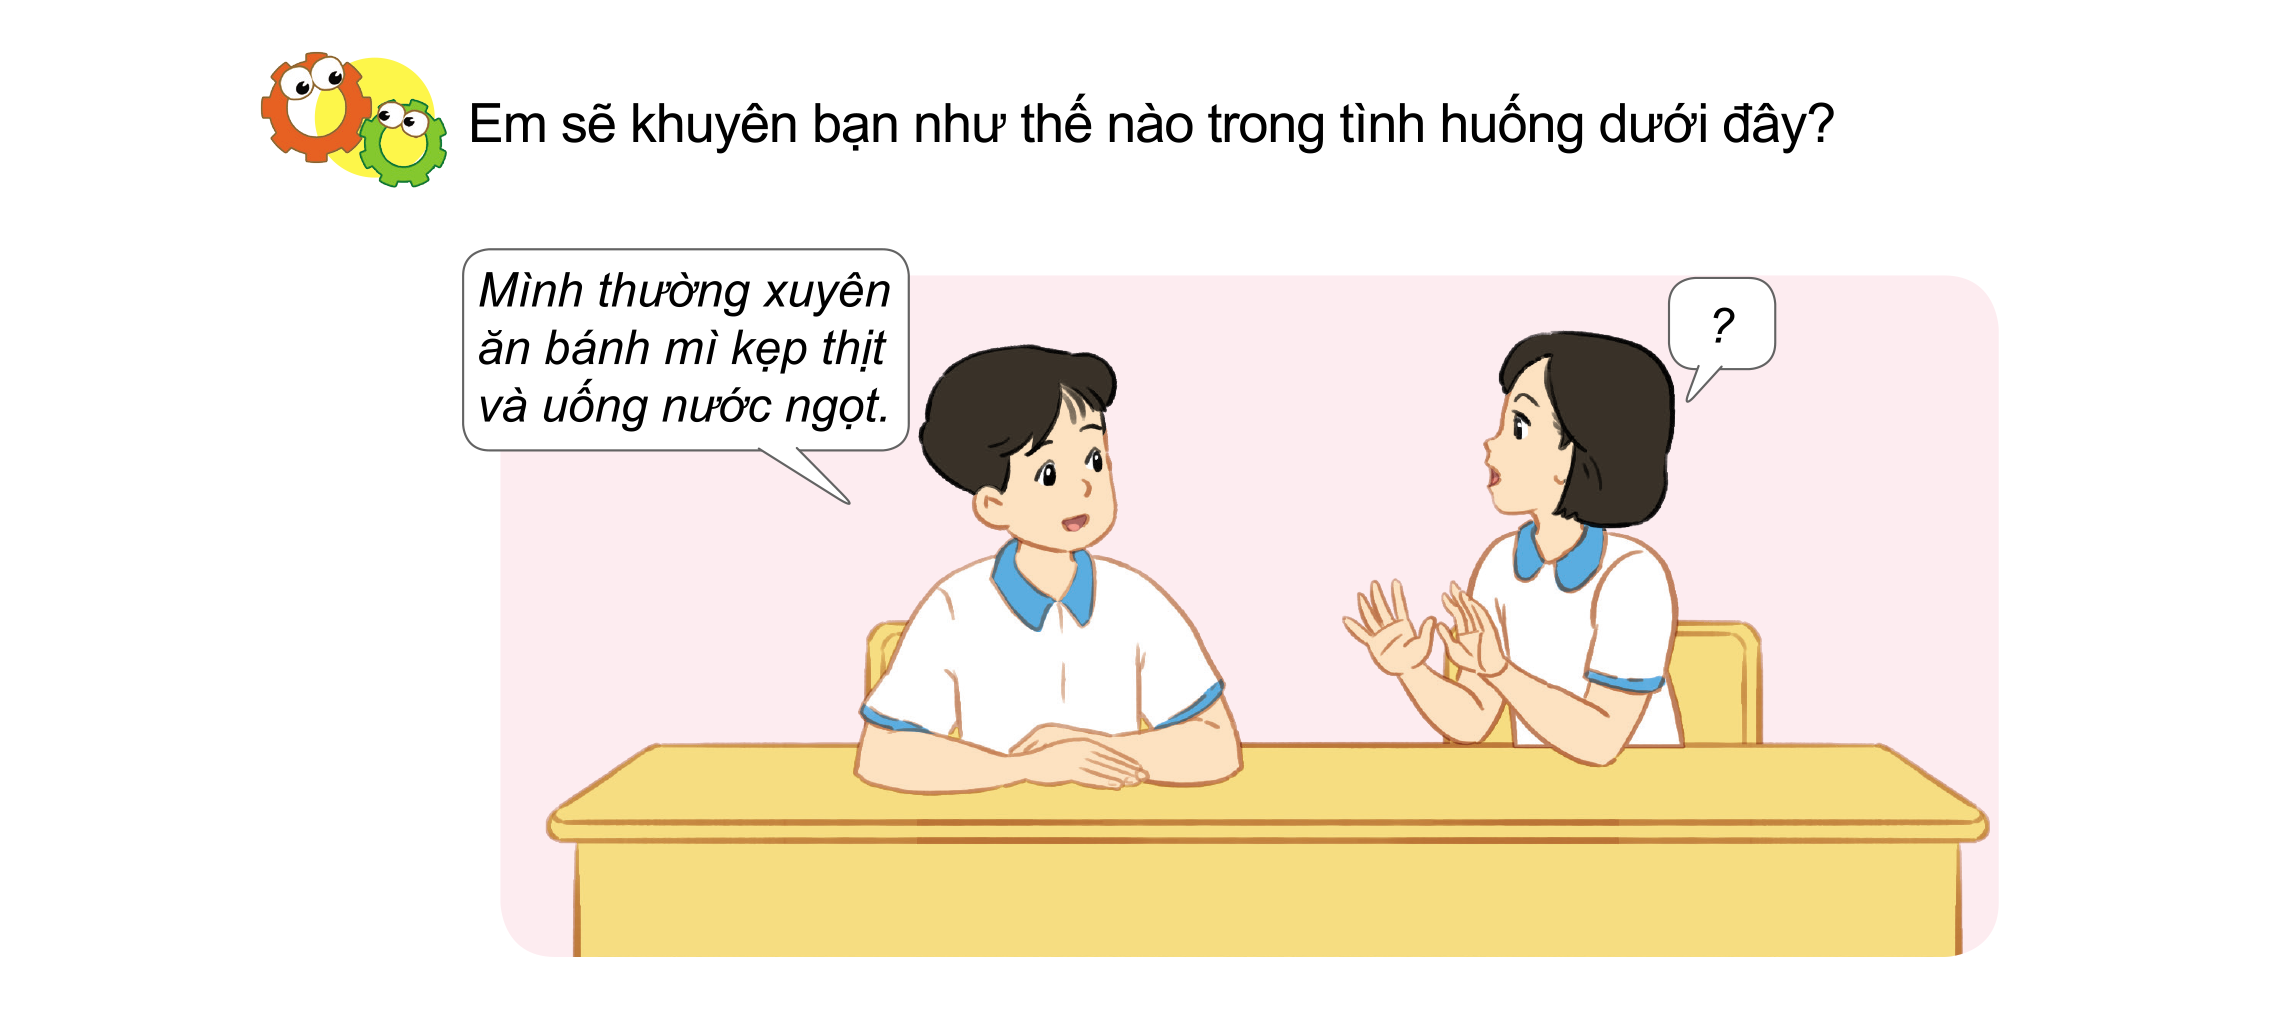 Em sẽ khuyên bạn như thế nào trong tình huống dưới đây?
Mình thường xuyên
ăn bánh mì kẹp thịt
và uống nước ngọt.
?